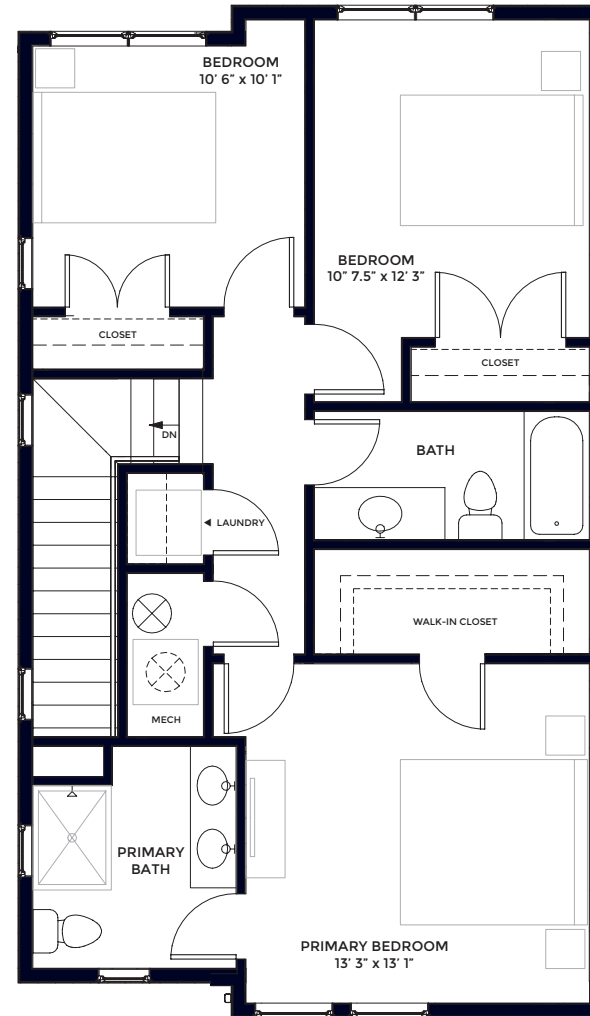 BEDROOM
10' 6" x 10' 1"
BEDROOM
10" 7.5" x 12' 3"
CLOSET
CLOSET
DN
BATH
LAUNDRY
WALK-IN CLOSET
MECH
PRIMARY
BATH
PRIMARY BEDROOM
13' 3" x 13' 1"